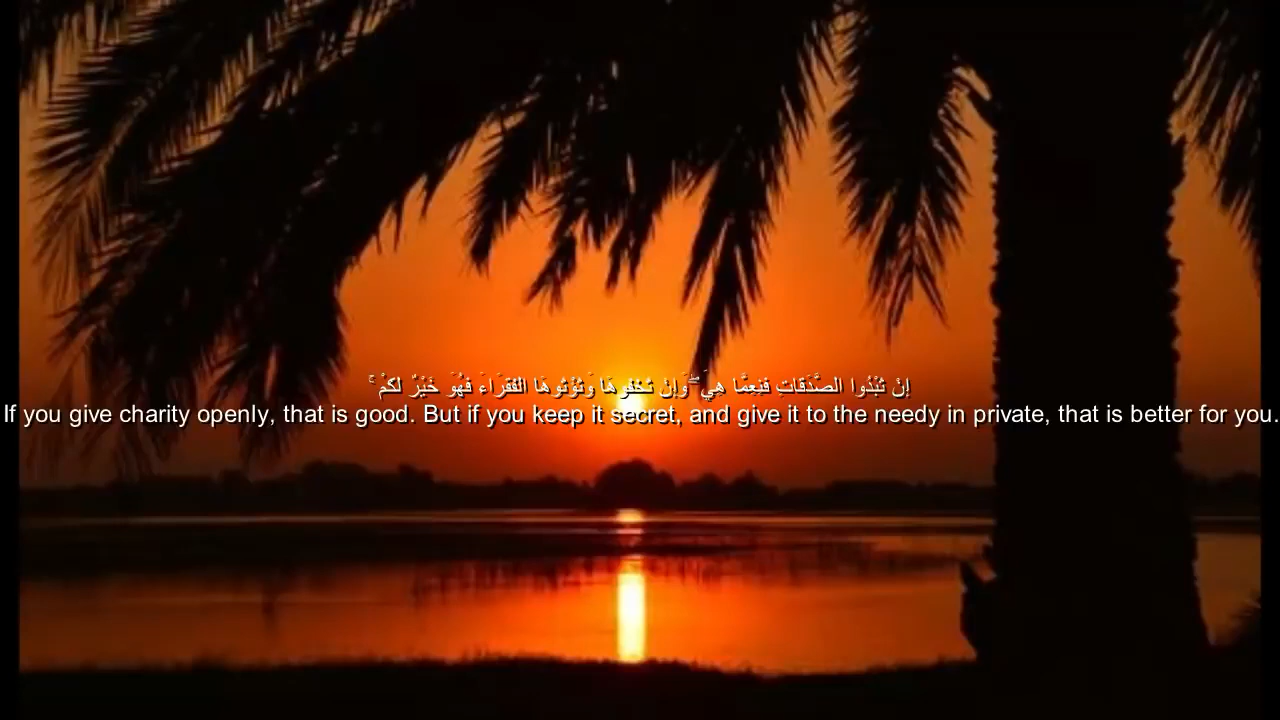 إِنْ تُبْدُوا الصَّدَقَاتِ فَنِعِمَّا هِيَ ۖ وَإِنْ تُخْفُوهَا وَتُؤْتُوهَا الْفُقَرَاءَ فَهُوَ خَيْرٌ لَكُمْ ۚ
If you give charity openly, that is good. But if you keep it secret, and give it to the needy in private, that is better for you.